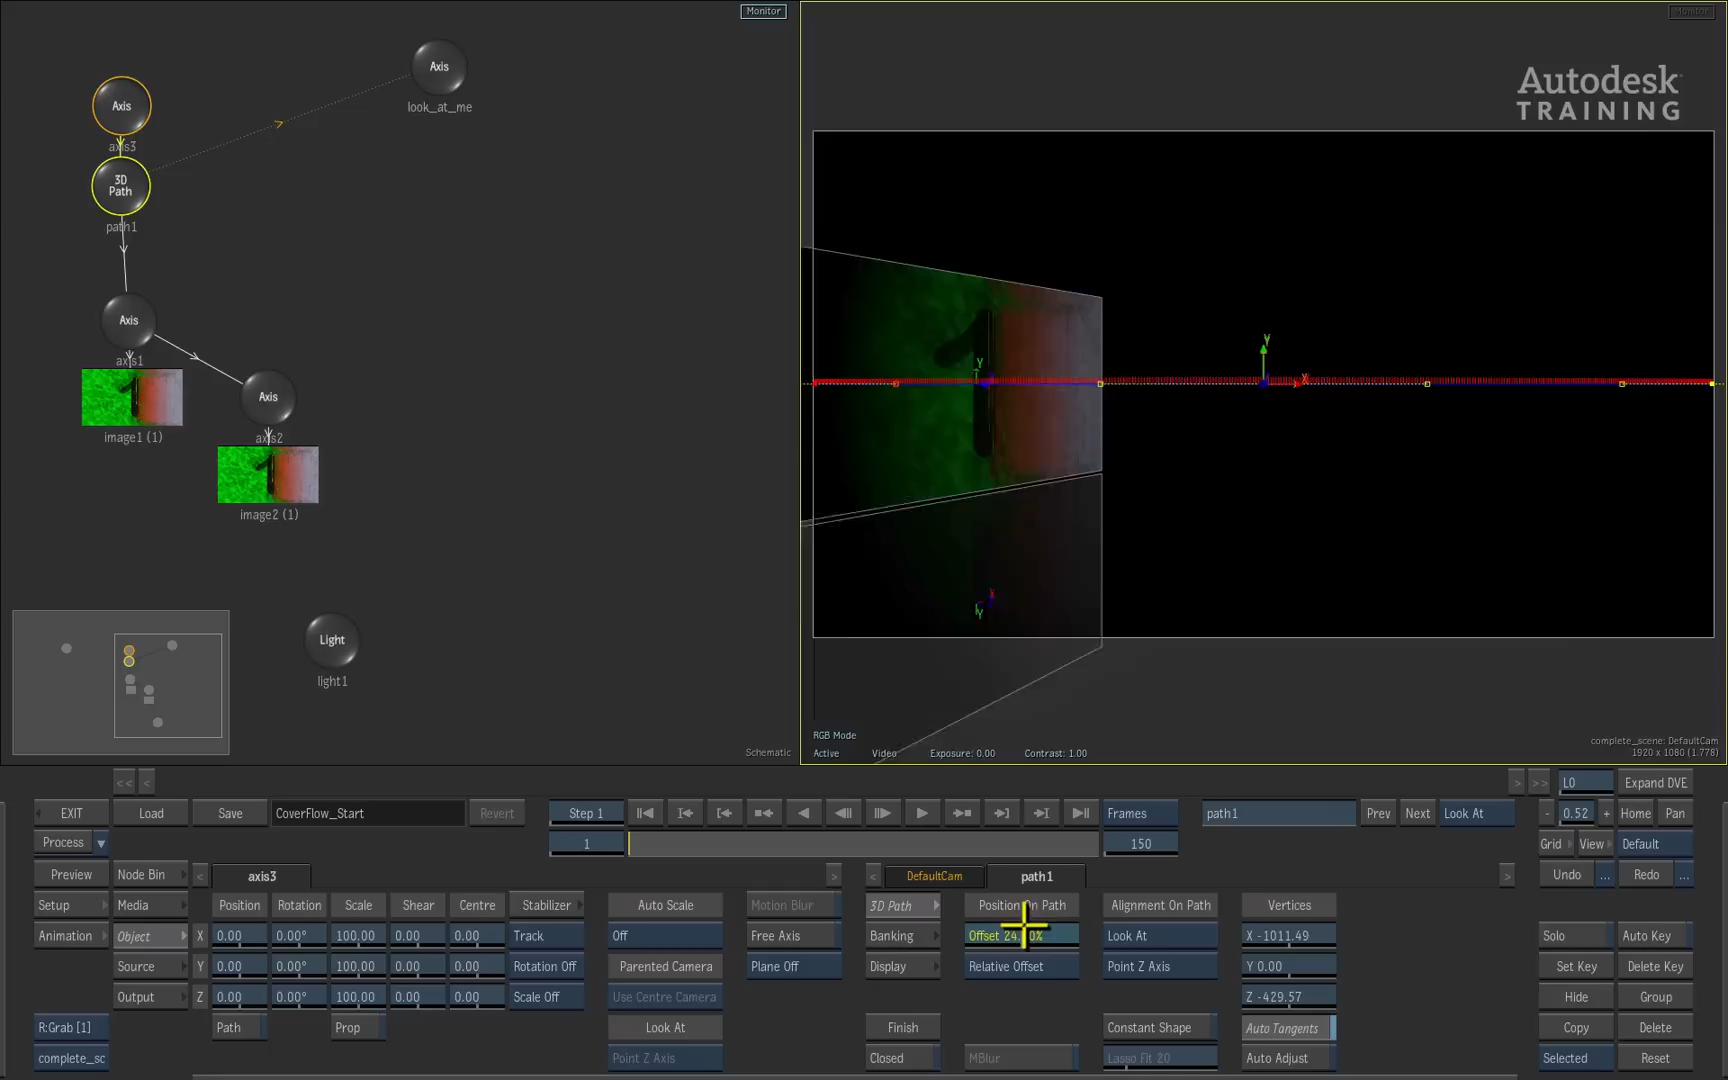 Monitor
Monitor
Autodesk
TRAINING
Axis
look_at_me
Axis
axis3
3D
Path
path1
Axis
axis1
image1 (1)
Axis
axis2
image2 (1)
Light
light1
Schematic
Y
X
Y
X
Y
RGB Mode
Active Video Exposure: 0.00 Contrast: 1.00
complete_scene: DefaultCam
1920 x 1080 (1.778)
<< < > >> L0 Expand DVE
EXIT Load Save CoverFlow_Start Revert Step 1 Frames path1 Prev Next Look At - 0.52 + Home Pan
Process 1 150 Grid View Default
Preview Node Bin < axis3 > < DefaultCam path1 > Undo ... Redo ...
Setup Media Position Rotation Scale Shear Centre Stabilizer Auto Scale Motion Blur 3D Path Position On Path Alignment On Path Vertices
Animation Object X 0.00 0.00° 100.00 0.00 0.00 Track Off Free Axis Banking Offset Look At X -1011.49 Solo Auto Key
Source Y 0.00 0.00° 100.00 0.00 0.00 Rotation Off Parented Camera Plane Off Display Relative Offset Point Z Axis Y 0.00 Set Key Delete Key
Output Z 0.00 0.00° 100.00 0.00 0.00 Scale Off Use Centre Camera Z -429.57 Hide Group
R:Grab [1] Path Prop Look At Finish Constant Shape Auto Tangents Copy Delete
complete_sc Point Z Axis Closed MBlur Lasso Fit 20 Auto Adjust Selected Reset